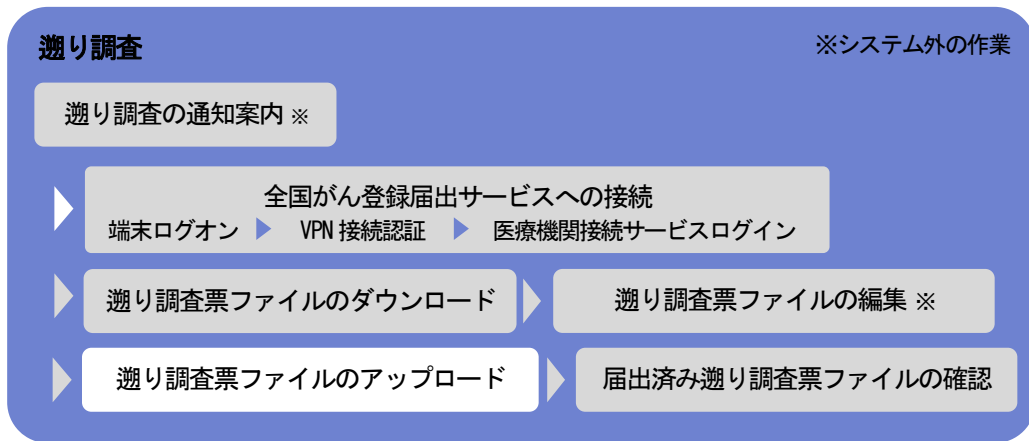 遡り調査
※システム外の作業
遡り調査の通知案内 ※
全国がん登録届出サービスへの接続
端末ログオン VPN 接続認証 医療機関接続サービスログイン
遡り調査票ファイルのダウンロード
遡り調査票ファイルの編集 ※
遡り調査票ファイルのアップロード
届出済み遡り調査票ファイルの確認